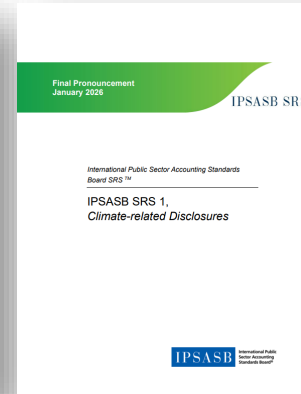 Final Pronouncement
January 2026
IPSASB SR
International Public Sector Accounting Standards
Board SRS ™
IPSASB SRS 1,
Climate-related Disclosures
IPSASB
International Public
Sector Accounting
Standards Board®